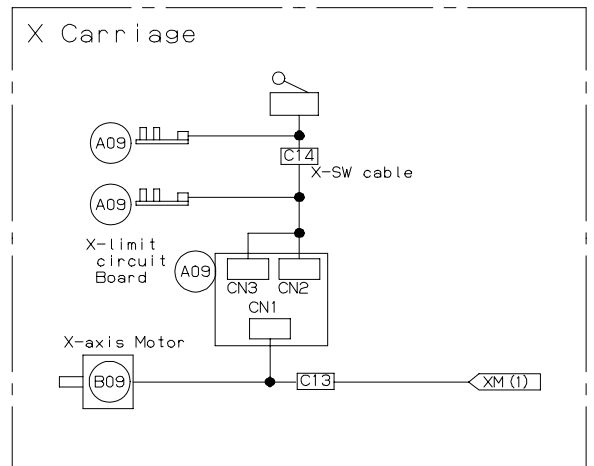 X Carriage
A09
C14
X-SW cable
A09
X-limit
circuit
Board
A09
CN3
CN2
CN1
X-axis Motor
B09
C13
XM (1)